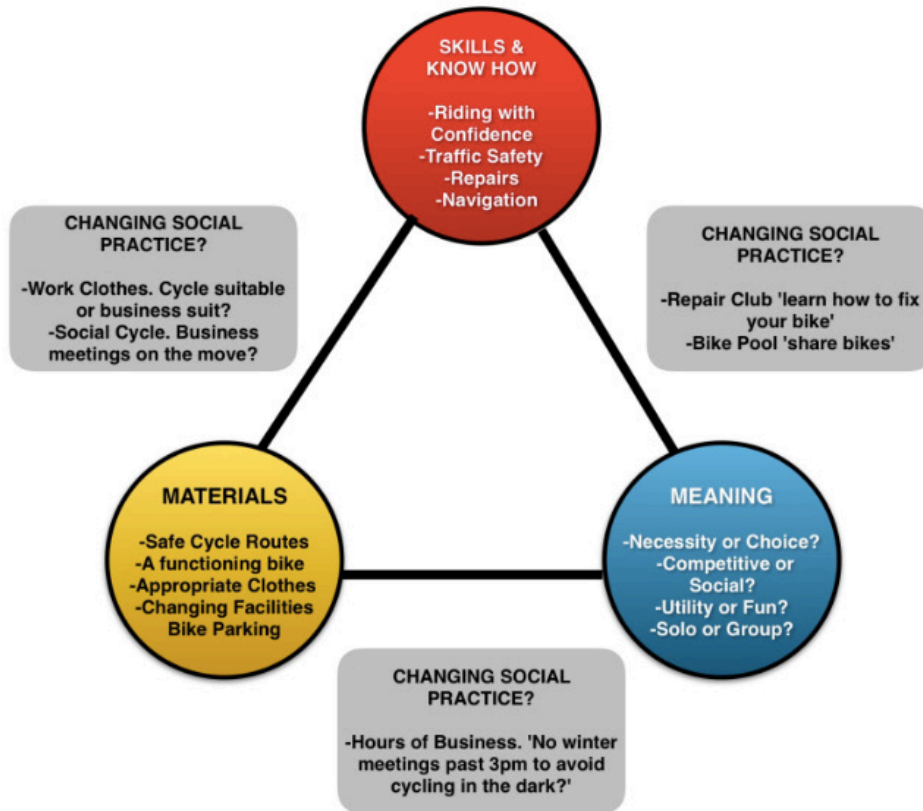 SKILLS &
KNOW HOW
-Riding with
Confidence
-Traffic Safety
-Repairs
-Navigation
CHANGING SOCIAL
PRACTICE?
-Work Clothes. Cycle suitable
or business suit?
-Social Cycle. Business
meetings on the move?
CHANGING SOCIAL
PRACTICE?
-Repair Club 'learn how to fix
your bike'
-Bike Pool 'share bikes'
MATERIALS
-Safe Cycle Routes
-A functioning bike
-Appropriate Clothes
-Changing Facilities
Bike Parking
MEANING
-Necessity or Choice?
-Competitive or
Social?
-Utility or Fun?
-Solo or Group?
CHANGING SOCIAL
PRACTICE?
-Hours of Business. 'No winter
meetings past 3pm to avoid
cycling in the dark?'